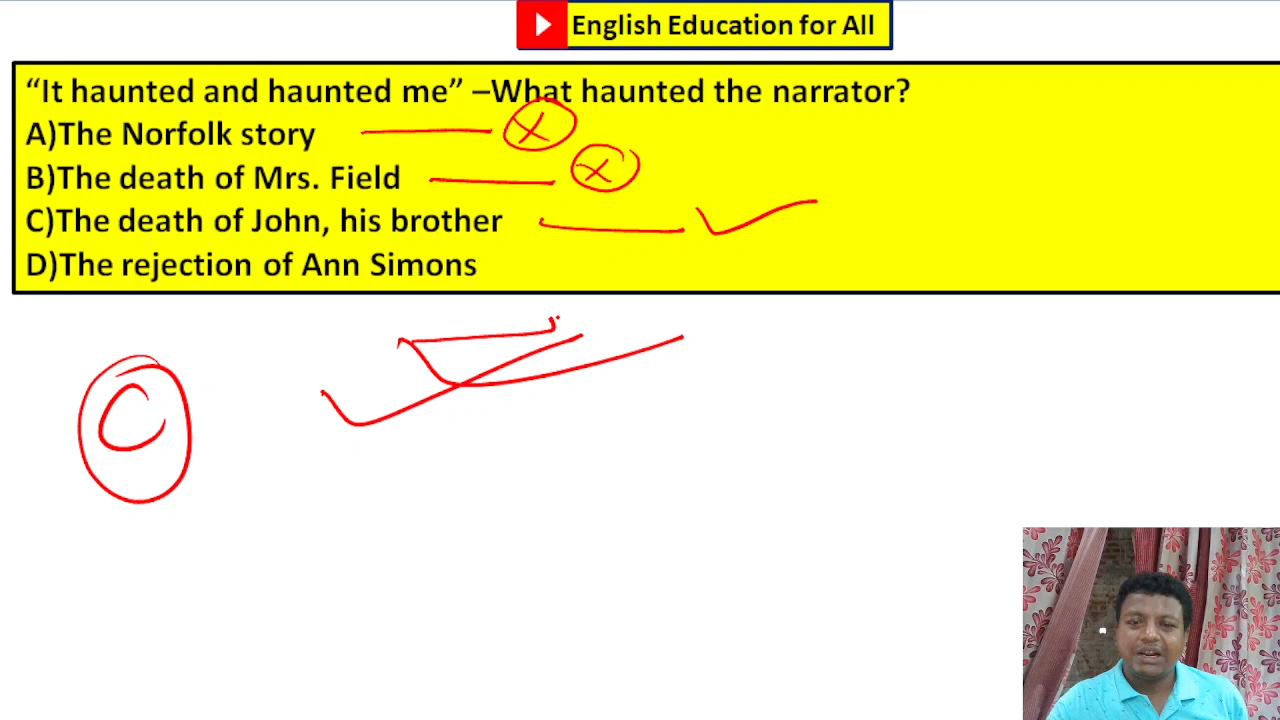 English Education for All
“It haunted and haunted me” –What haunted the narrator?
A)The Norfolk story
B)The death of Mrs. Field
C)The death of John, his brother
D)The rejection of Ann Simons
C